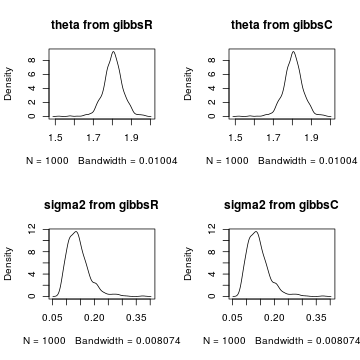 theta from gibbsR
theta from gibbsC
Density
8
6
4
2
0
1.5 1.7 1.9
N = 1000 Bandwidth = 0.01004
Density
8
6
4
2
0
1.5 1.7 1.9
N = 1000 Bandwidth = 0.01004
sigma2 from gibbsR
sigma2 from gibbsC
Density
12
8
4
0
0.05 0.20 0.35
N = 1000 Bandwidth = 0.008074
Density
12
8
4
0
0.05 0.20 0.35
N = 1000 Bandwidth = 0.008074